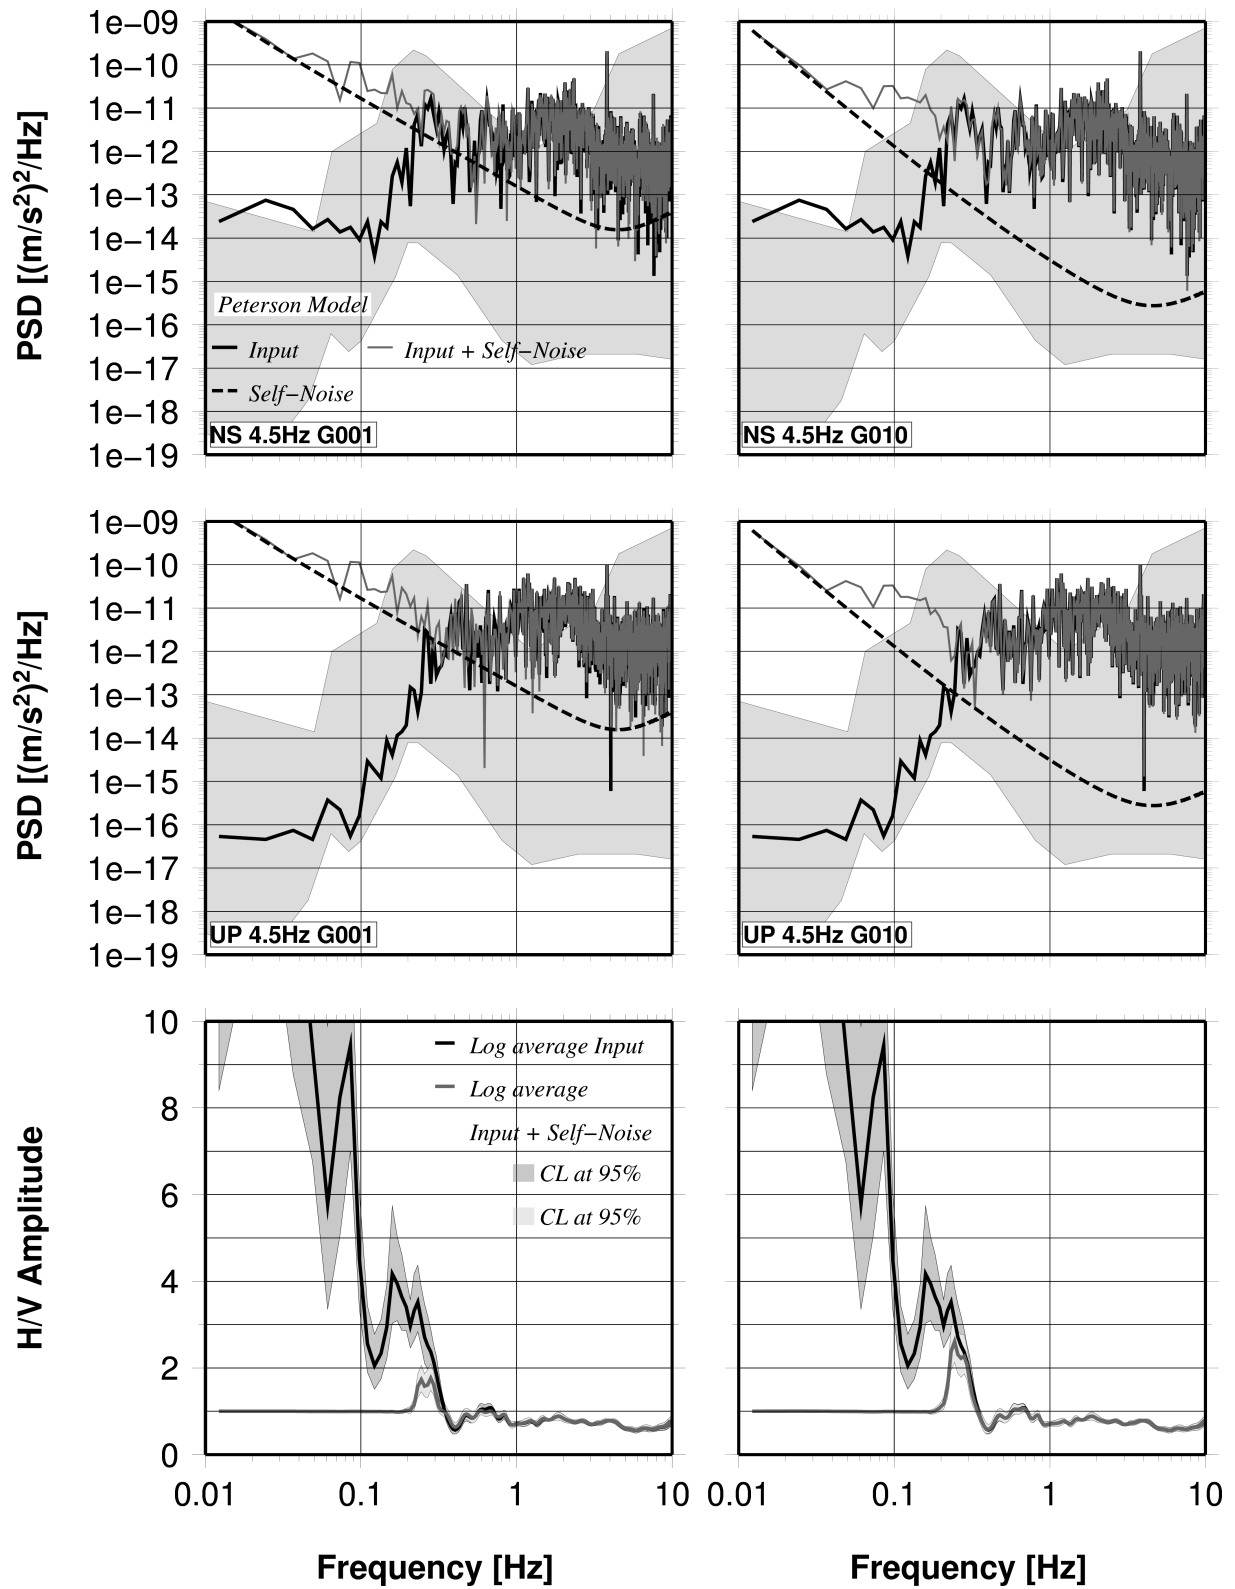 PSD [(m/s²)²/Hz]
1e−09
1e−10
1e−11
1e−12
1e−13
1e−14
1e−15
1e−16
1e−17
1e−18
1e−19
Peterson Model
Input
Input + Self−Noise
Self−Noise
NS 4.5Hz G001
NS 4.5Hz G010
PSD [(m/s²)²/Hz]
1e−09
1e−10
1e−11
1e−12
1e−13
1e−14
1e−15
1e−16
1e−17
1e−18
1e−19
UP 4.5Hz G001
UP 4.5Hz G010
H/V Amplitude
10
8
6
4
2
0
Log average Input
Log average
Input + Self−Noise
CL at 95%
CL at 95%
0.01 0.1 1 10
0.01 0.1 1 10
Frequency [Hz]
Frequency [Hz]